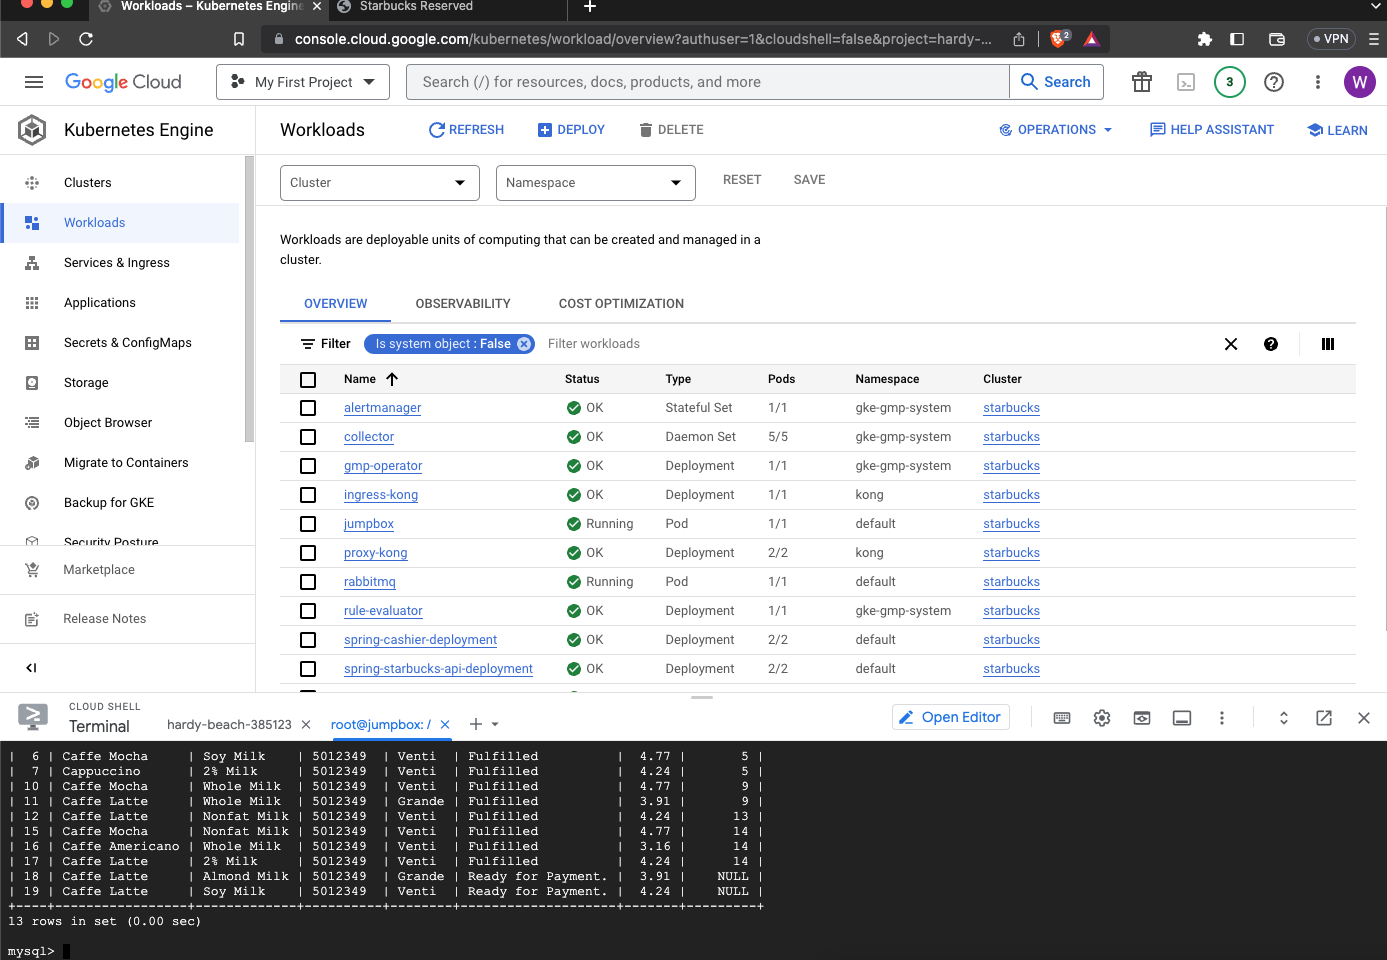 Workloads – Kubernetes Engine
Starbucks Reserved
console.cloud.google.com/kubernetes/workload/overview?authuser=1&cloudshell=false&project=hardy-...
2
VPN
Google Cloud
My First Project
Search (/) for resources, docs, products, and more
Search
3
W
Kubernetes Engine
Workloads
REFRESH
DEPLOY
DELETE
OPERATIONS
HELP ASSISTANT
LEARN
Clusters
Workloads
Services & Ingress
Applications
Secrets & ConfigMaps
Storage
Object Browser
Migrate to Containers
Backup for GKE
Security Posture
Marketplace
Release Notes
Cluster
Namespace
RESET
SAVE
Workloads are deployable units of computing that can be created and managed in a
cluster.
OVERVIEW
OBSERVABILITY
COST OPTIMIZATION
Filter
Is system object : False
Filter workloads
Name Status Type Pods Namespace Cluster
alertmanager OK Stateful Set 1/1 gke-gmp-system starbucks
collector OK Daemon Set 5/5 gke-gmp-system starbucks
gmp-operator OK Deployment 1/1 gke-gmp-system starbucks
ingress-kong OK Deployment 1/1 kong starbucks
jumpbox Running Pod 1/1 default starbucks
proxy-kong OK Deployment 2/2 kong starbucks
rabbitmq Running Pod 1/1 default starbucks
rule-evaluator OK Deployment 1/1 gke-gmp-system starbucks
spring-cashier-deployment OK Deployment 2/2 default starbucks
spring-starbucks-api-deployment OK Deployment 2/2 default starbucks
CLOUD SHELL
Terminal
hardy-beach-385123
root@jumpbox: /
Open Editor
| 6 | Caffe Mocha | Soy Milk | 5012349 | Venti | Fulfilled | 4.77 | 5 |
| 7 | Cappuccino | 2% Milk | 5012349 | Venti | Fulfilled | 4.24 | 5 |
| 10 | Caffe Mocha | Whole Milk | 5012349 | Venti | Fulfilled | 4.77 | 9 |
| 11 | Caffe Latte | Whole Milk | 5012349 | Grande | Fulfilled | 3.91 | 9 |
| 12 | Caffe Latte | Nonfat Milk | 5012349 | Venti | Fulfilled | 4.24 | 13 |
| 15 | Caffe Mocha | Nonfat Milk | 5012349 | Venti | Fulfilled | 4.77 | 14 |
| 16 | Caffe Americano | Whole Milk | 5012349 | Venti | Fulfilled | 3.16 | 14 |
| 17 | Caffe Latte | 2% Milk | 5012349 | Venti | Fulfilled | 4.24 | 14 |
| 18 | Caffe Latte | Almond Milk | 5012349 | Grande | Ready for Payment. | 3.91 | NULL |
| 19 | Caffe Latte | Soy Milk | 5012349 | Venti | Ready for Payment. | 4.24 | NULL |
+----+-----------------+-------------+----------+--------+--------------------+-------+---------+
13 rows in set (0.00 sec)
mysql>